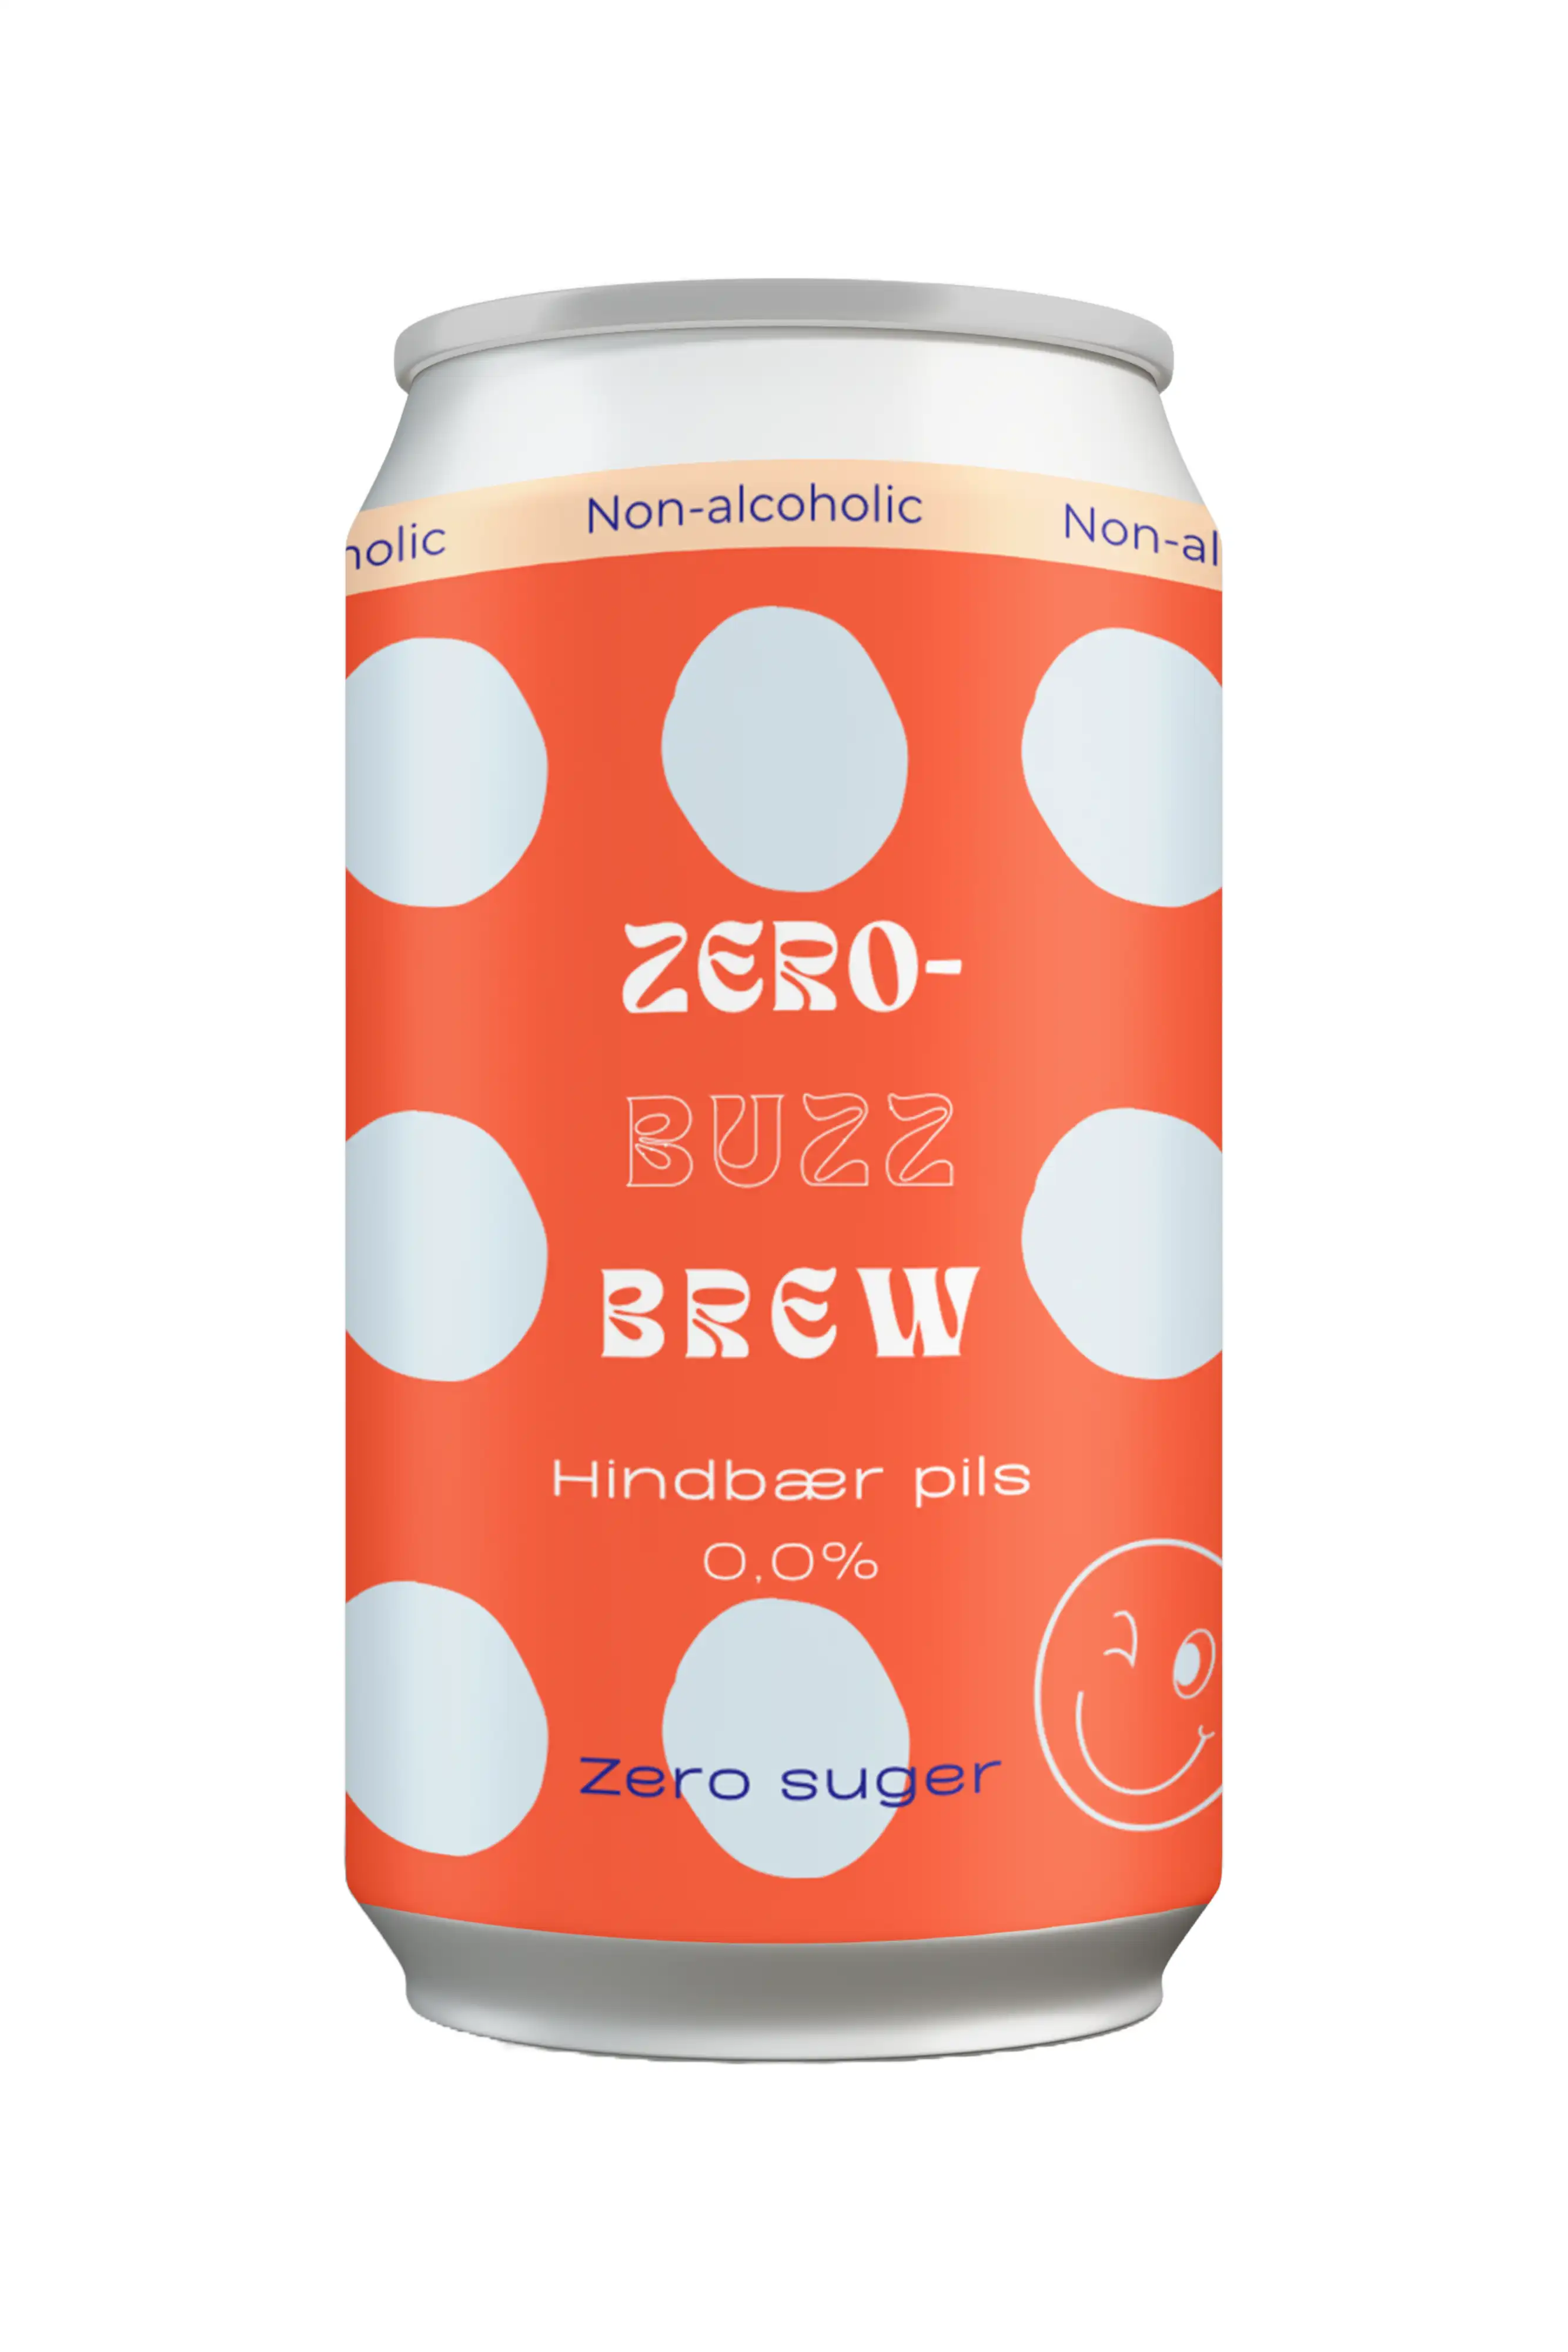 holic Non-alcoholic Non-al
ZERO-
BUZZ
BREW
Hindbær pils
0,0%
Zero suger